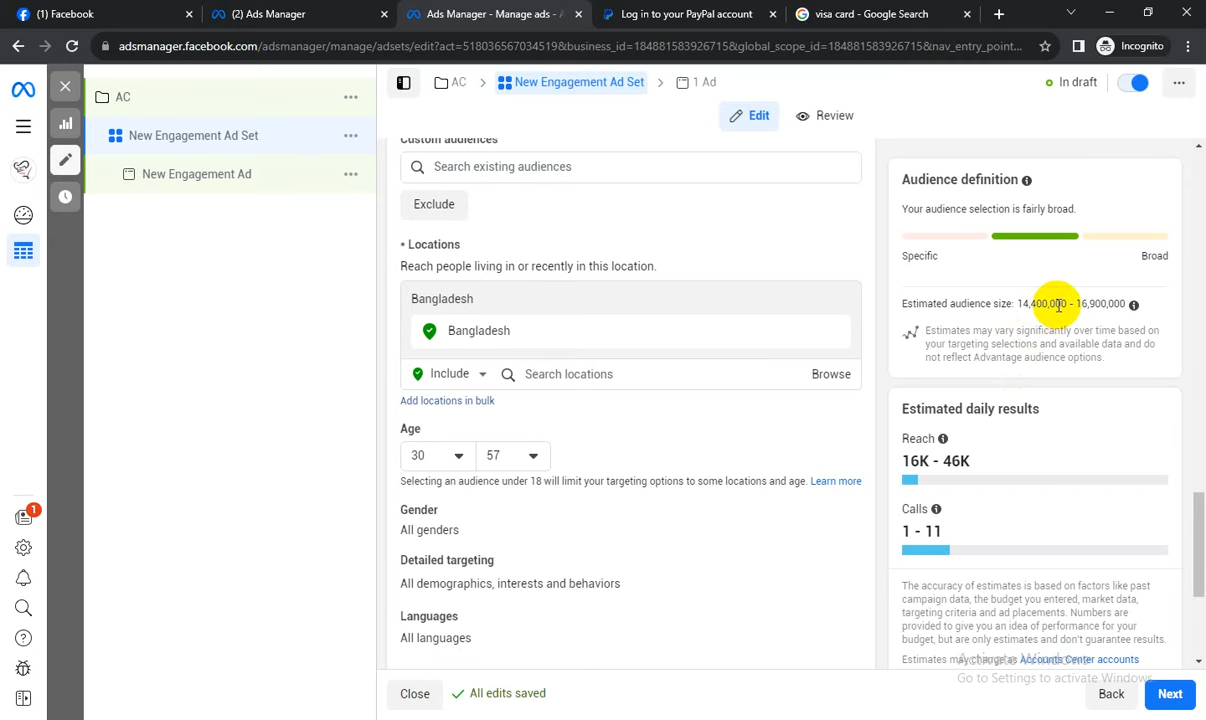 (1) Facebook
(2) Ads Manager
Ads Manager - Manage ads - A
Log in to your PayPal account
visa card - Google Search
adsmanager.facebook.com/adsmanager/manage/adsets/edit?act=518036567034519&business_id=184881583926715&global_scope_id=184881583926715&nav_entry_point...
Incognito
AC
New Engagement Ad Set
New Engagement Ad
1
AC
New Engagement Ad Set
1 Ad
In draft
Edit
Review
Custom audiences
Search existing audiences
Exclude
* Locations
Reach people living in or recently in this location.
Bangladesh
Bangladesh
Include
Search locations
Browse
Add locations in bulk
Age
30
57
Selecting an audience under 18 will limit your targeting options to some locations and age. Learn more
Gender
All genders
Detailed targeting
All demographics, interests and behaviors
Languages
All languages
Close
All edits saved
Audience definition
Your audience selection is fairly broad.
Specific
Broad
Estimated audience size: 14,400,000 - 16,900,000
Estimates may vary significantly over time based on
your targeting selections and available data and do
not reflect Advantage audience options.
Estimated daily results
Reach
16K - 46K
Calls
1 - 11
The accuracy of estimates is based on factors like past
campaign data, the budget you entered, market data,
targeting criteria and ad placements. Numbers are
provided to give you an idea of performance for your
budget, but are only estimates and don't guarantee results.
Estimates may change as Accounts Center accounts
Activate Windows
Go to Settings to activate Windows.
Back
Next